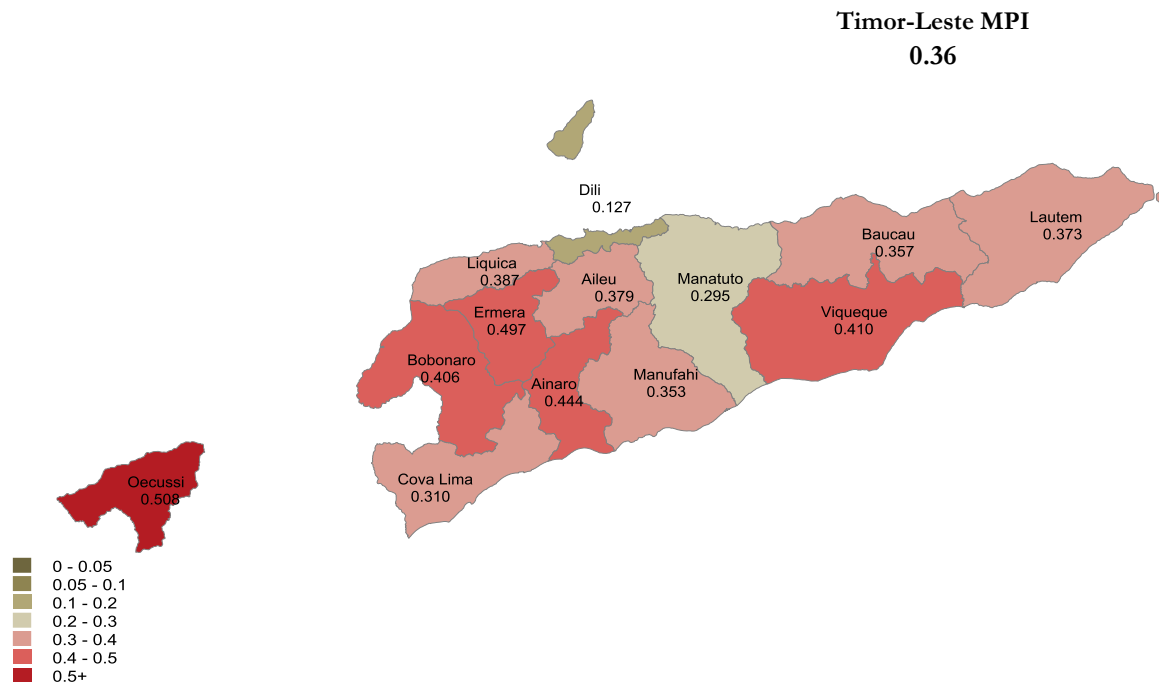 Timor-Leste MPI
0.36
Dili
0.127
Lautem
0.373
Baucau
0.357
Liquica
0.387
Aileu
0.379
Manatuto
0.295
Ermera
0.497
Viqueque
0.410
Bobonaro
0.406
Ainaro
0.444
Manufahi
0.353
Cova Lima
0.310
Oecussi
0.508
0 - 0.05
0.05 - 0.1
0.1 - 0.2
0.2 - 0.3
0.3 - 0.4
0.4 - 0.5
0.5+